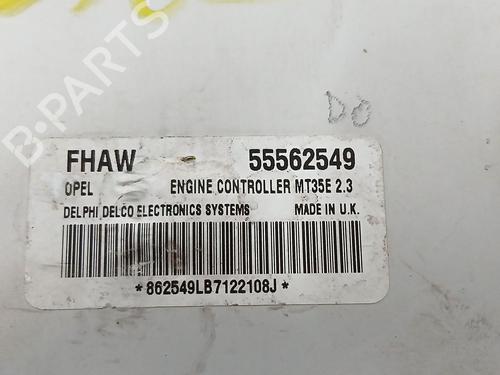 DO
FHAW 55562549
OPEL ENGINE CONTROLLER MT35E 2.3
DELPHI DELCO ELECTRONICS SYSTEMS MADE IN U.K.
*862549LB7122108J*
B-PARTS